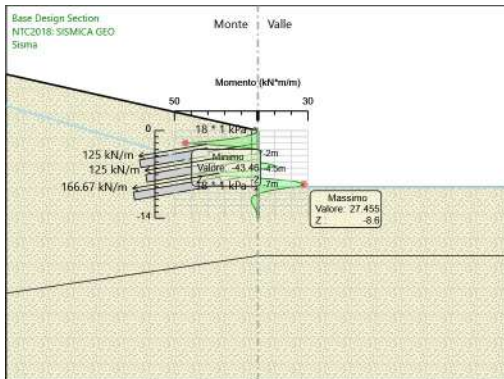 Base Design Section
NTC2018: SISMICA GEO
Sisma
Monte
Valle
Momento (kN*m/m)
50
30
0
18 * 1 kPa
125 kN/m
-2m
Minimo
Valore: -43.46
-4.5m
125 kN/m
166.67 kN/m
18 * 1 kPa
-7m
-14
Massimo
Valore: 27.455
Z -8.6